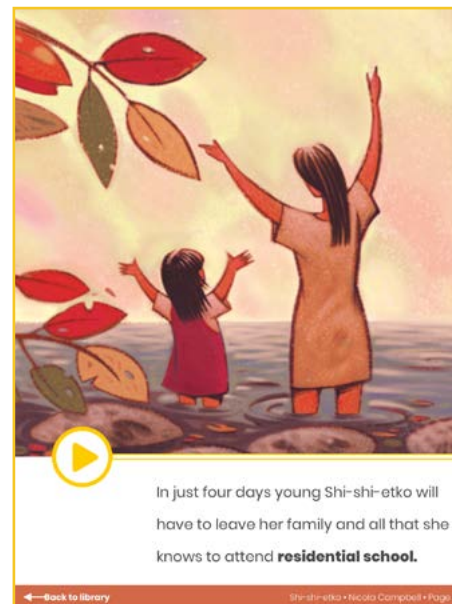 In just four days young Shi-shi-etko will
have to leave her family and all that she
knows to attend residential school.
Back to library
Shi-shi-etko • Nicola Campbell • Page